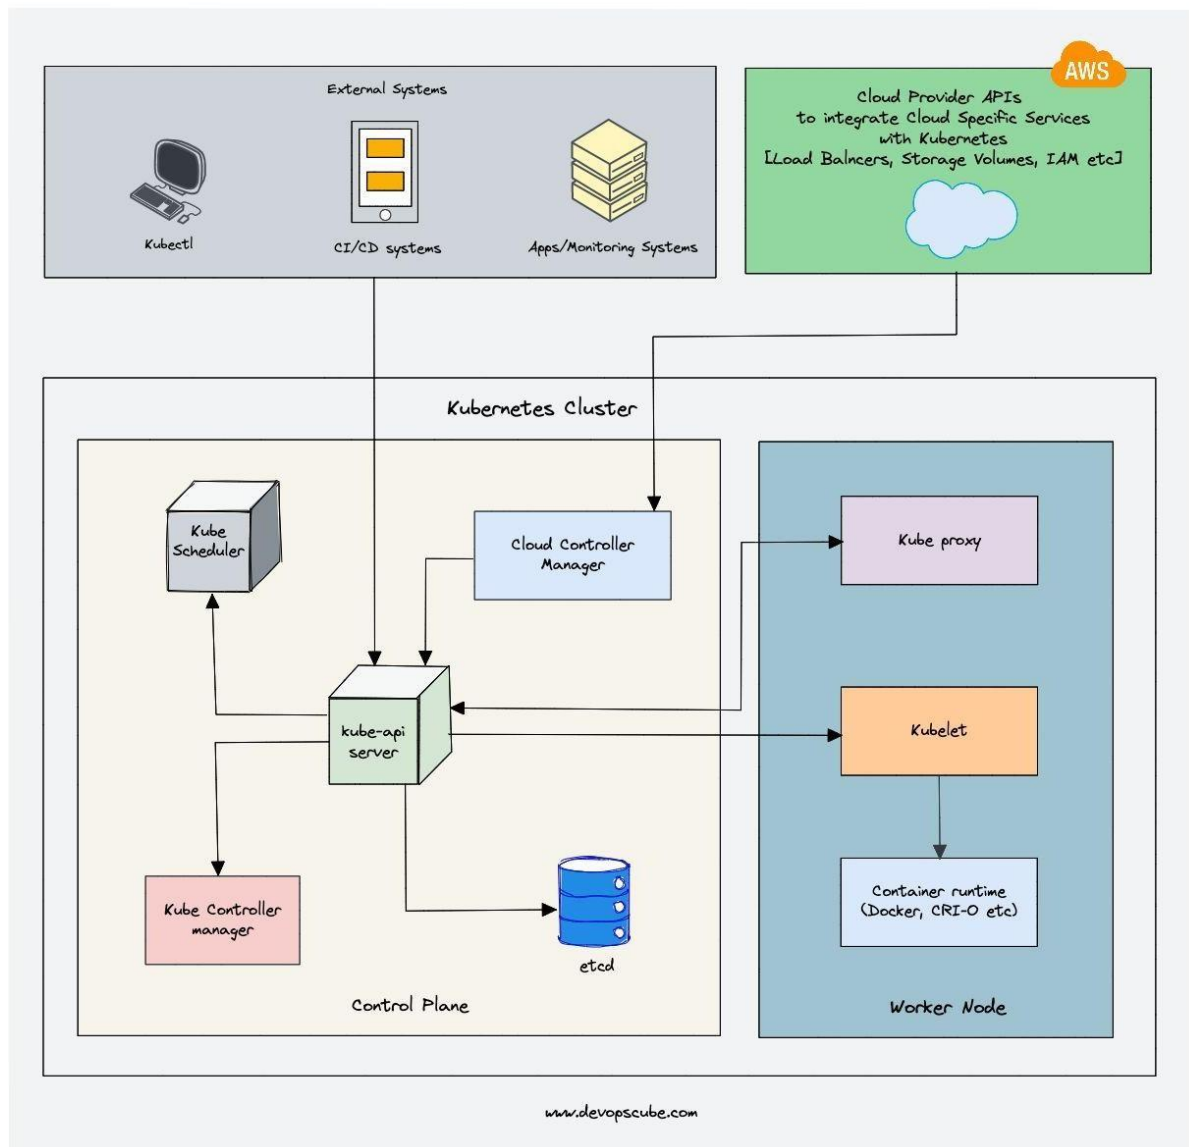 AWS
External Systems
Kubectl
CI/CD systems
Apps/Monitoring Systems
Cloud Provider APIs
to integrate Cloud Specific Services
with Kubernetes
[Load Balncers, Storage Volumes, IAM etc]
Kubernetes Cluster
Kube
Scheduler
Cloud Controller
Manager
kube-api
server
Kube Controller
manager
etcd
Control Plane
Kube proxy
Kubelet
Container runtime
(Docker, CRI-O etc)
Worker Node
www.devopscube.com